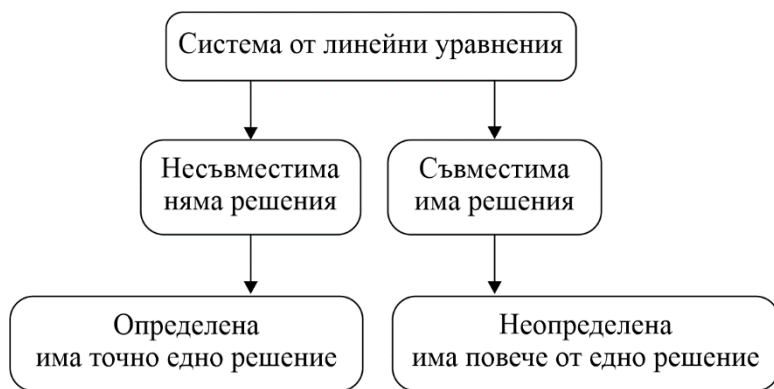 Система от линейни уравнения
Несъвместима
няма решения
Съвместима
има решения
Определена
има точно едно решение
Неопределена
има повече от едно решение